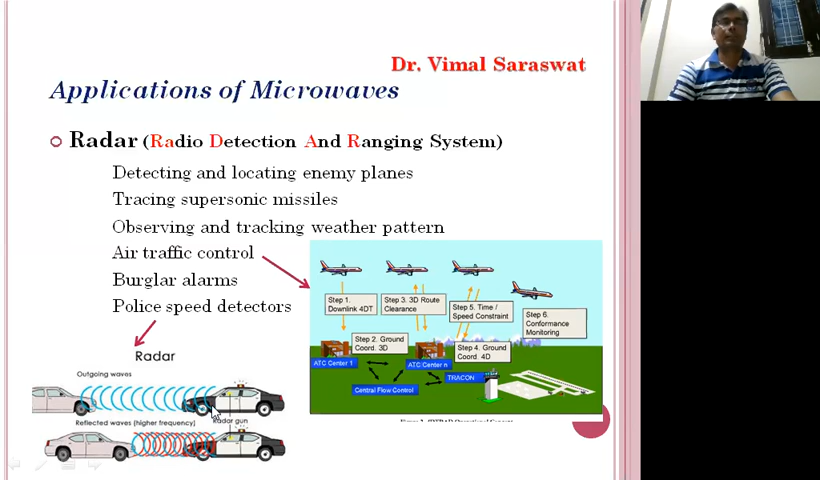 Dr. Vimal Saraswat
Applications of Microwaves
Radar (Radio Detection And Ranging System)
Detecting and locating enemy planes
Tracing supersonic missiles
Observing and tracking weather pattern
Air traffic control
Burglar alarms
Police speed detectors
Radar
Outgoing waves
Reflected waves (higher frequency)
Radar gun
Step 1.
Downlink 4DT
Step 3. 3D Route
Clearance
Step 5. Time /
Speed Constraint
Step 6.
Conformance
Monitoring
Step 2. Ground
Coord. 3D
Step 4. Ground
Coord. 4D
ATC Center 1
ATC Center n
TRACON
Central Flow Control